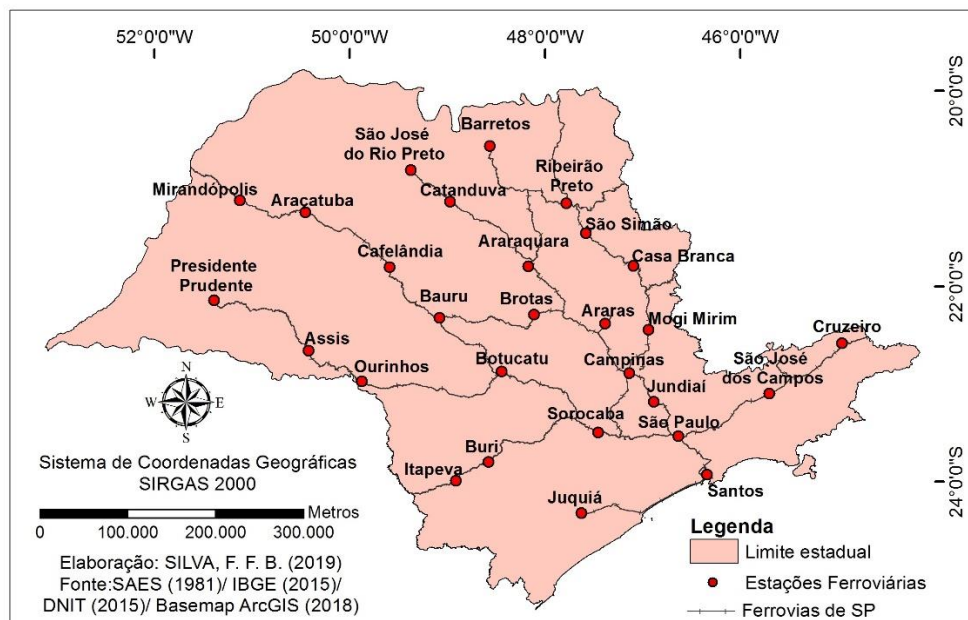 52°0'0"W
50°0'0"W
48°0'0"W
46°0'0"W
20°0'0"S
22°0'0"S
24°0'0"S
Barretos
São José
do Rio Preto
Ribeirão
Preto
Mirandópolis
Araçatuba
Catanduva
São Simão
Araraquara
Casa Branca
Cafelândia
Presidente
Prudente
Bauru
Brotas
Araras
Mogi Mirim
Cruzeiro
Assis
Ourinhos
Botucatu
Campinas
São José
dos Campos
Jundiaí
Sorocaba
São Paulo
Buri
Itapeva
Juquiá
Santos
N
W
E
S
Sistema de Coordenadas Geográficas
SIRGAS 2000
Metros
0 100.000 200.000 300.000
Elaboração: SILVA, F. F. B. (2019)
Fonte:SAES (1981)/ IBGE (2015)/
DNIT (2015)/ Basemap ArcGIS (2018)
Legenda
Limite estadual
Estações Ferroviárias
Ferrovias de SP